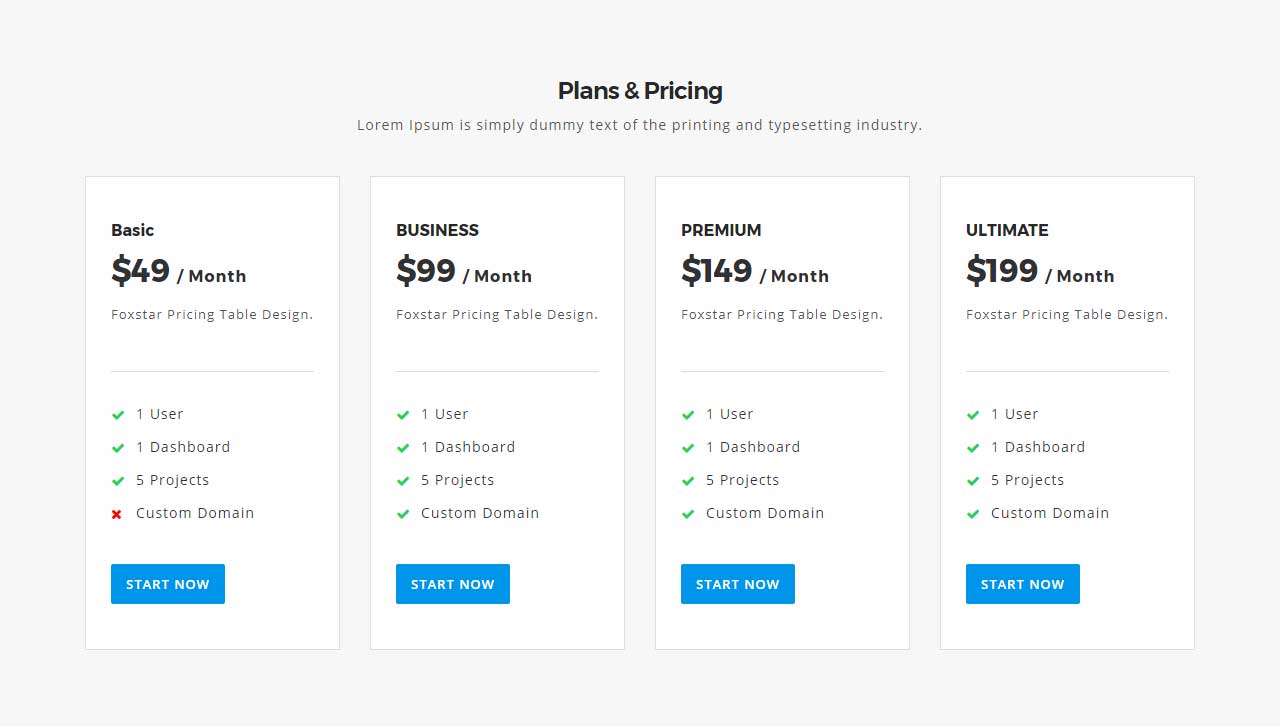 Plans & Pricing
Lorem Ipsum is simply dummy text of the printing and typesetting industry.
Basic
$49 / Month
Foxstar Pricing Table Design.
1 User
1 Dashboard
5 Projects
Custom Domain
START NOW
BUSINESS
$99 / Month
Foxstar Pricing Table Design.
1 User
1 Dashboard
5 Projects
Custom Domain
START NOW
PREMIUM
$149 / Month
Foxstar Pricing Table Design.
1 User
1 Dashboard
5 Projects
Custom Domain
START NOW
ULTIMATE
$199 / Month
Foxstar Pricing Table Design.
1 User
1 Dashboard
5 Projects
Custom Domain
START NOW